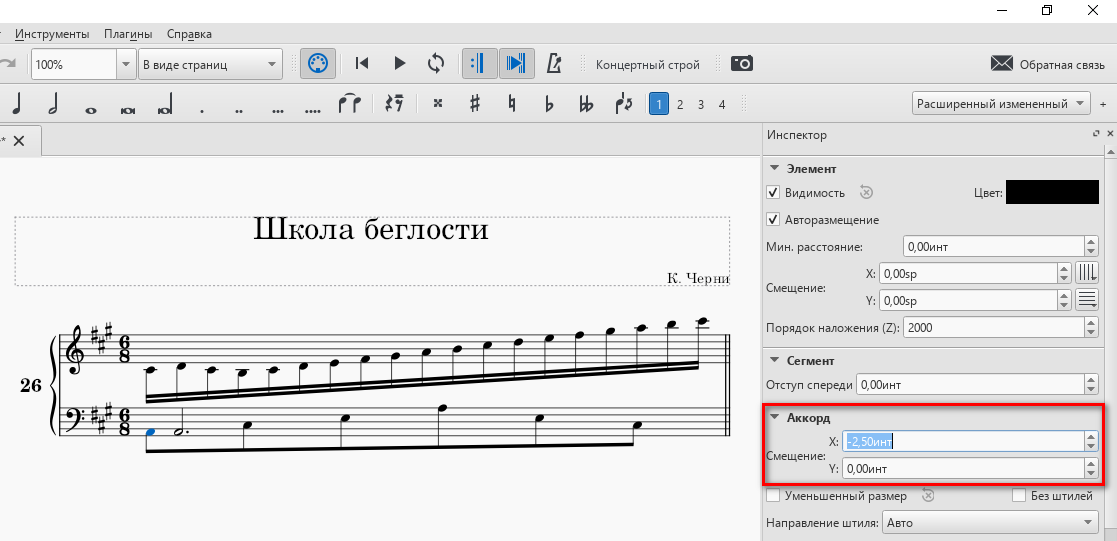 Инструменты Плагины Справка
100% В виде страниц Концертный строй Обратная связь
1 2 3 4 Расширенный измененный +
* Инспектор
Элемент
Видимость Цвет:
Авторазмещение
Мин. расстояние: 0,00инт
X: 0,00sp
Смещение:
Y: 0,00sp
Порядок наложения (Z): 2000
Сегмент
Отступ спереди 0,00инт
Аккорд
X: -2,50инт
Смещение:
Y: 0,00инт
Уменьшенный размер Без штилей
Направление штиля: Авто
Школа беглости
К. Черни
6
8
26
6
8